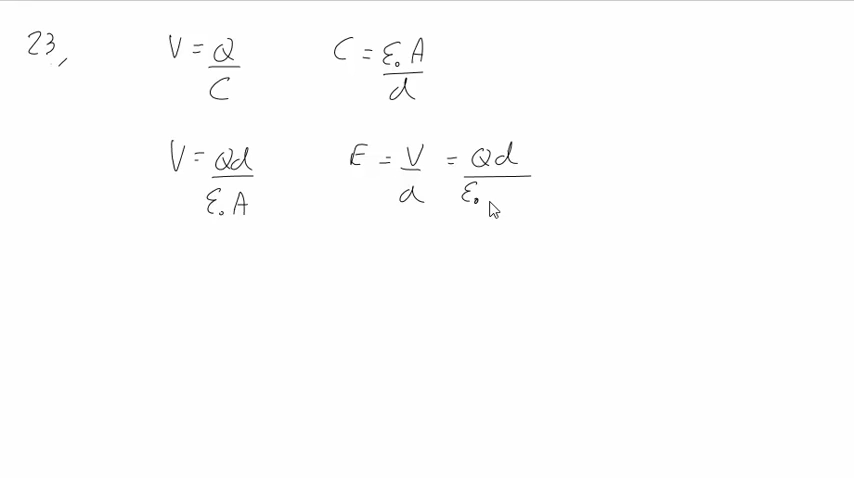 23,
V = Q/C C = ε₀A/d
V = Qd/ε₀A E = V/d = Qd/ε₀